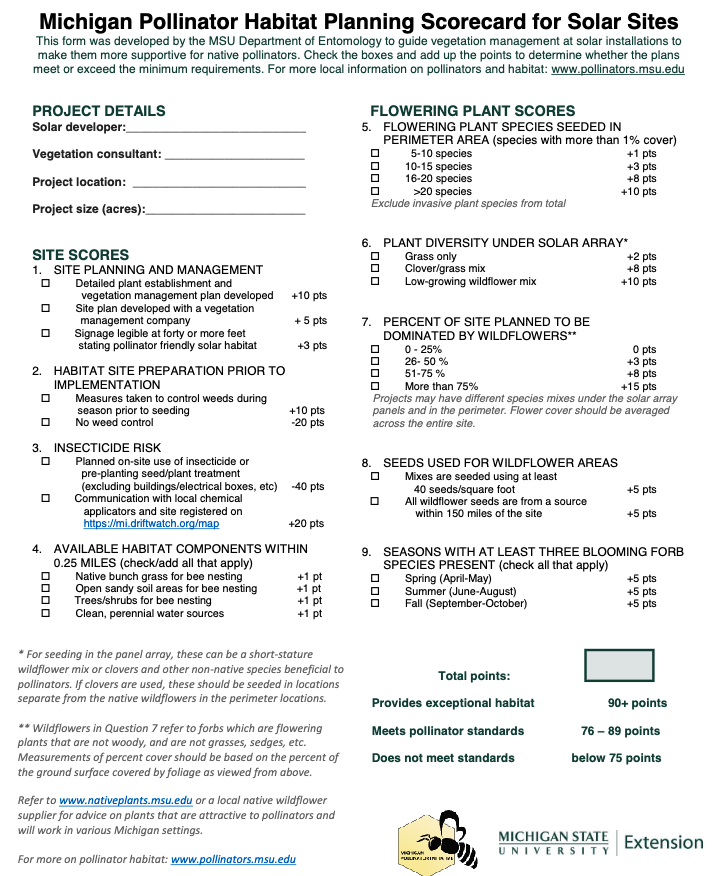 Michigan Pollinator Habitat Planning Scorecard for Solar Sites
This form was developed by the MSU Department of Entomology to guide vegetation management at solar installations to
make them more supportive for native pollinators. Check the boxes and add up the points to determine whether the plans
meet or exceed the minimum requirements. For more local information on pollinators and habitat: www.pollinators.msu.edu
PROJECT DETAILS
Solar developer:___________________________
Vegetation consultant: _____________________
Project location: __________________________
Project size (acres):________________________
SITE SCORES
1. SITE PLANNING AND MANAGEMENT
☐ Detailed plant establishment and
vegetation management plan developed +10 pts
☐ Site plan developed with a vegetation
management company + 5 pts
☐ Signage legible at forty or more feet
stating pollinator friendly solar habitat +3 pts
2. HABITAT SITE PREPARATION PRIOR TO
IMPLEMENTATION
☐ Measures taken to control weeds during
season prior to seeding +10 pts
☐ No weed control -20 pts
3. INSECTICIDE RISK
☐ Planned on-site use of insecticide or
pre-planting seed/plant treatment
(excluding buildings/electrical boxes, etc) -40 pts
☐ Communication with local chemical
applicators and site registered on
https://mi.driftwatch.org/map +20 pts
4. AVAILABLE HABITAT COMPONENTS WITHIN
0.25 MILES (check/add all that apply)
☐ Native bunch grass for bee nesting +1 pt
☐ Open sandy soil areas for bee nesting +1 pt
☐ Trees/shrubs for bee nesting +1 pt
☐ Clean, perennial water sources +1 pt
* For seeding in the panel array, these can be a short-stature
wildflower mix or clovers and other non-native species beneficial to
pollinators. If clovers are used, these should be seeded in locations
separate from the native wildflowers in the perimeter locations.
** Wildflowers in Question 7 refer to forbs which are flowering
plants that are not woody, and are not grasses, sedges, etc.
Measurements of percent cover should be based on the percent of
the ground surface covered by foliage as viewed from above.
Refer to www.nativeplants.msu.edu or a local native wildflower
supplier for advice on plants that are attractive to pollinators and
will work in various Michigan settings.
For more on pollinator habitat: www.pollinators.msu.edu
FLOWERING PLANT SCORES
5. FLOWERING PLANT SPECIES SEEDED IN
PERIMETER AREA (species with more than 1% cover)
☐ 5-10 species +1 pts
☐ 10-15 species +3 pts
☐ 16-20 species +8 pts
☐ >20 species +10 pts
Exclude invasive plant species from total
6. PLANT DIVERSITY UNDER SOLAR ARRAY*
☐ Grass only +2 pts
☐ Clover/grass mix +8 pts
☐ Low-growing wildflower mix +10 pts
7. PERCENT OF SITE PLANNED TO BE
DOMINATED BY WILDFLOWERS**
☐ 0 - 25% 0 pts
☐ 26- 50 % +3 pts
☐ 51-75 % +8 pts
☐ More than 75% +15 pts
Projects may have different species mixes under the solar array
panels and in the perimeter. Flower cover should be averaged
across the entire site.
8. SEEDS USED FOR WILDFLOWER AREAS
☐ Mixes are seeded using at least
40 seeds/square foot +5 pts
☐ All wildflower seeds are from a source
within 150 miles of the site +5 pts
9. SEASONS WITH AT LEAST THREE BLOOMING FORB
SPECIES PRESENT (check all that apply)
☐ Spring (April-May) +5 pts
☐ Summer (June-August) +5 pts
☐ Fall (September-October) +5 pts
Total points:
Provides exceptional habitat 90+ points
Meets pollinator standards 76 – 89 points
Does not meet standards below 75 points
MICHIGAN
POLLINATOR INITIATIVE
MICHIGAN STATE
UNIVERSITY
Extension